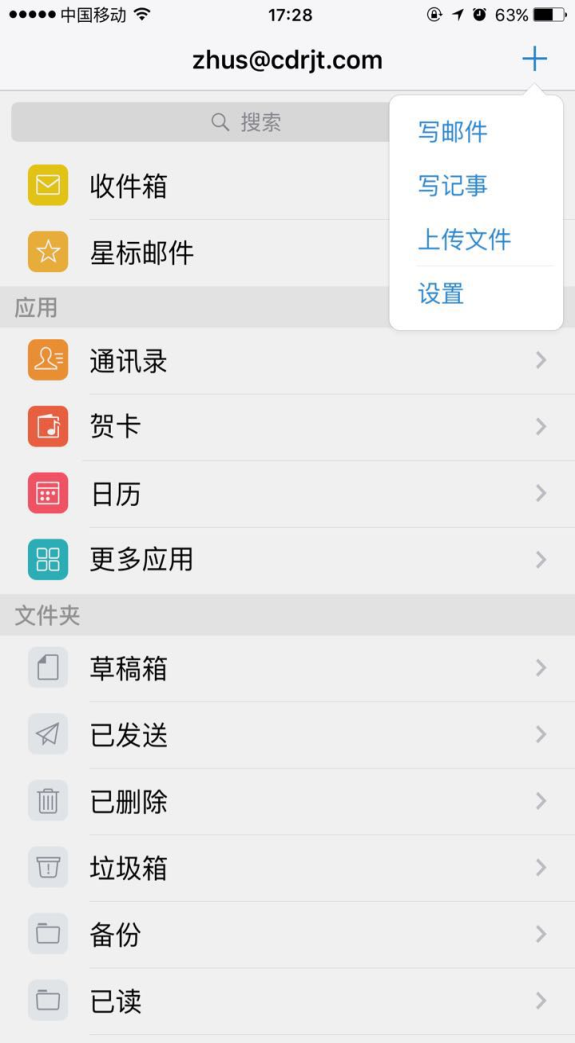 中国移动 17:28 63%
zhus@cdrjt.com
搜索
写邮件
写记事
上传文件
设置
收件箱
星标邮件
应用
通讯录
贺卡
日历
更多应用
文件夹
草稿箱
已发送
已删除
垃圾箱
备份
已读